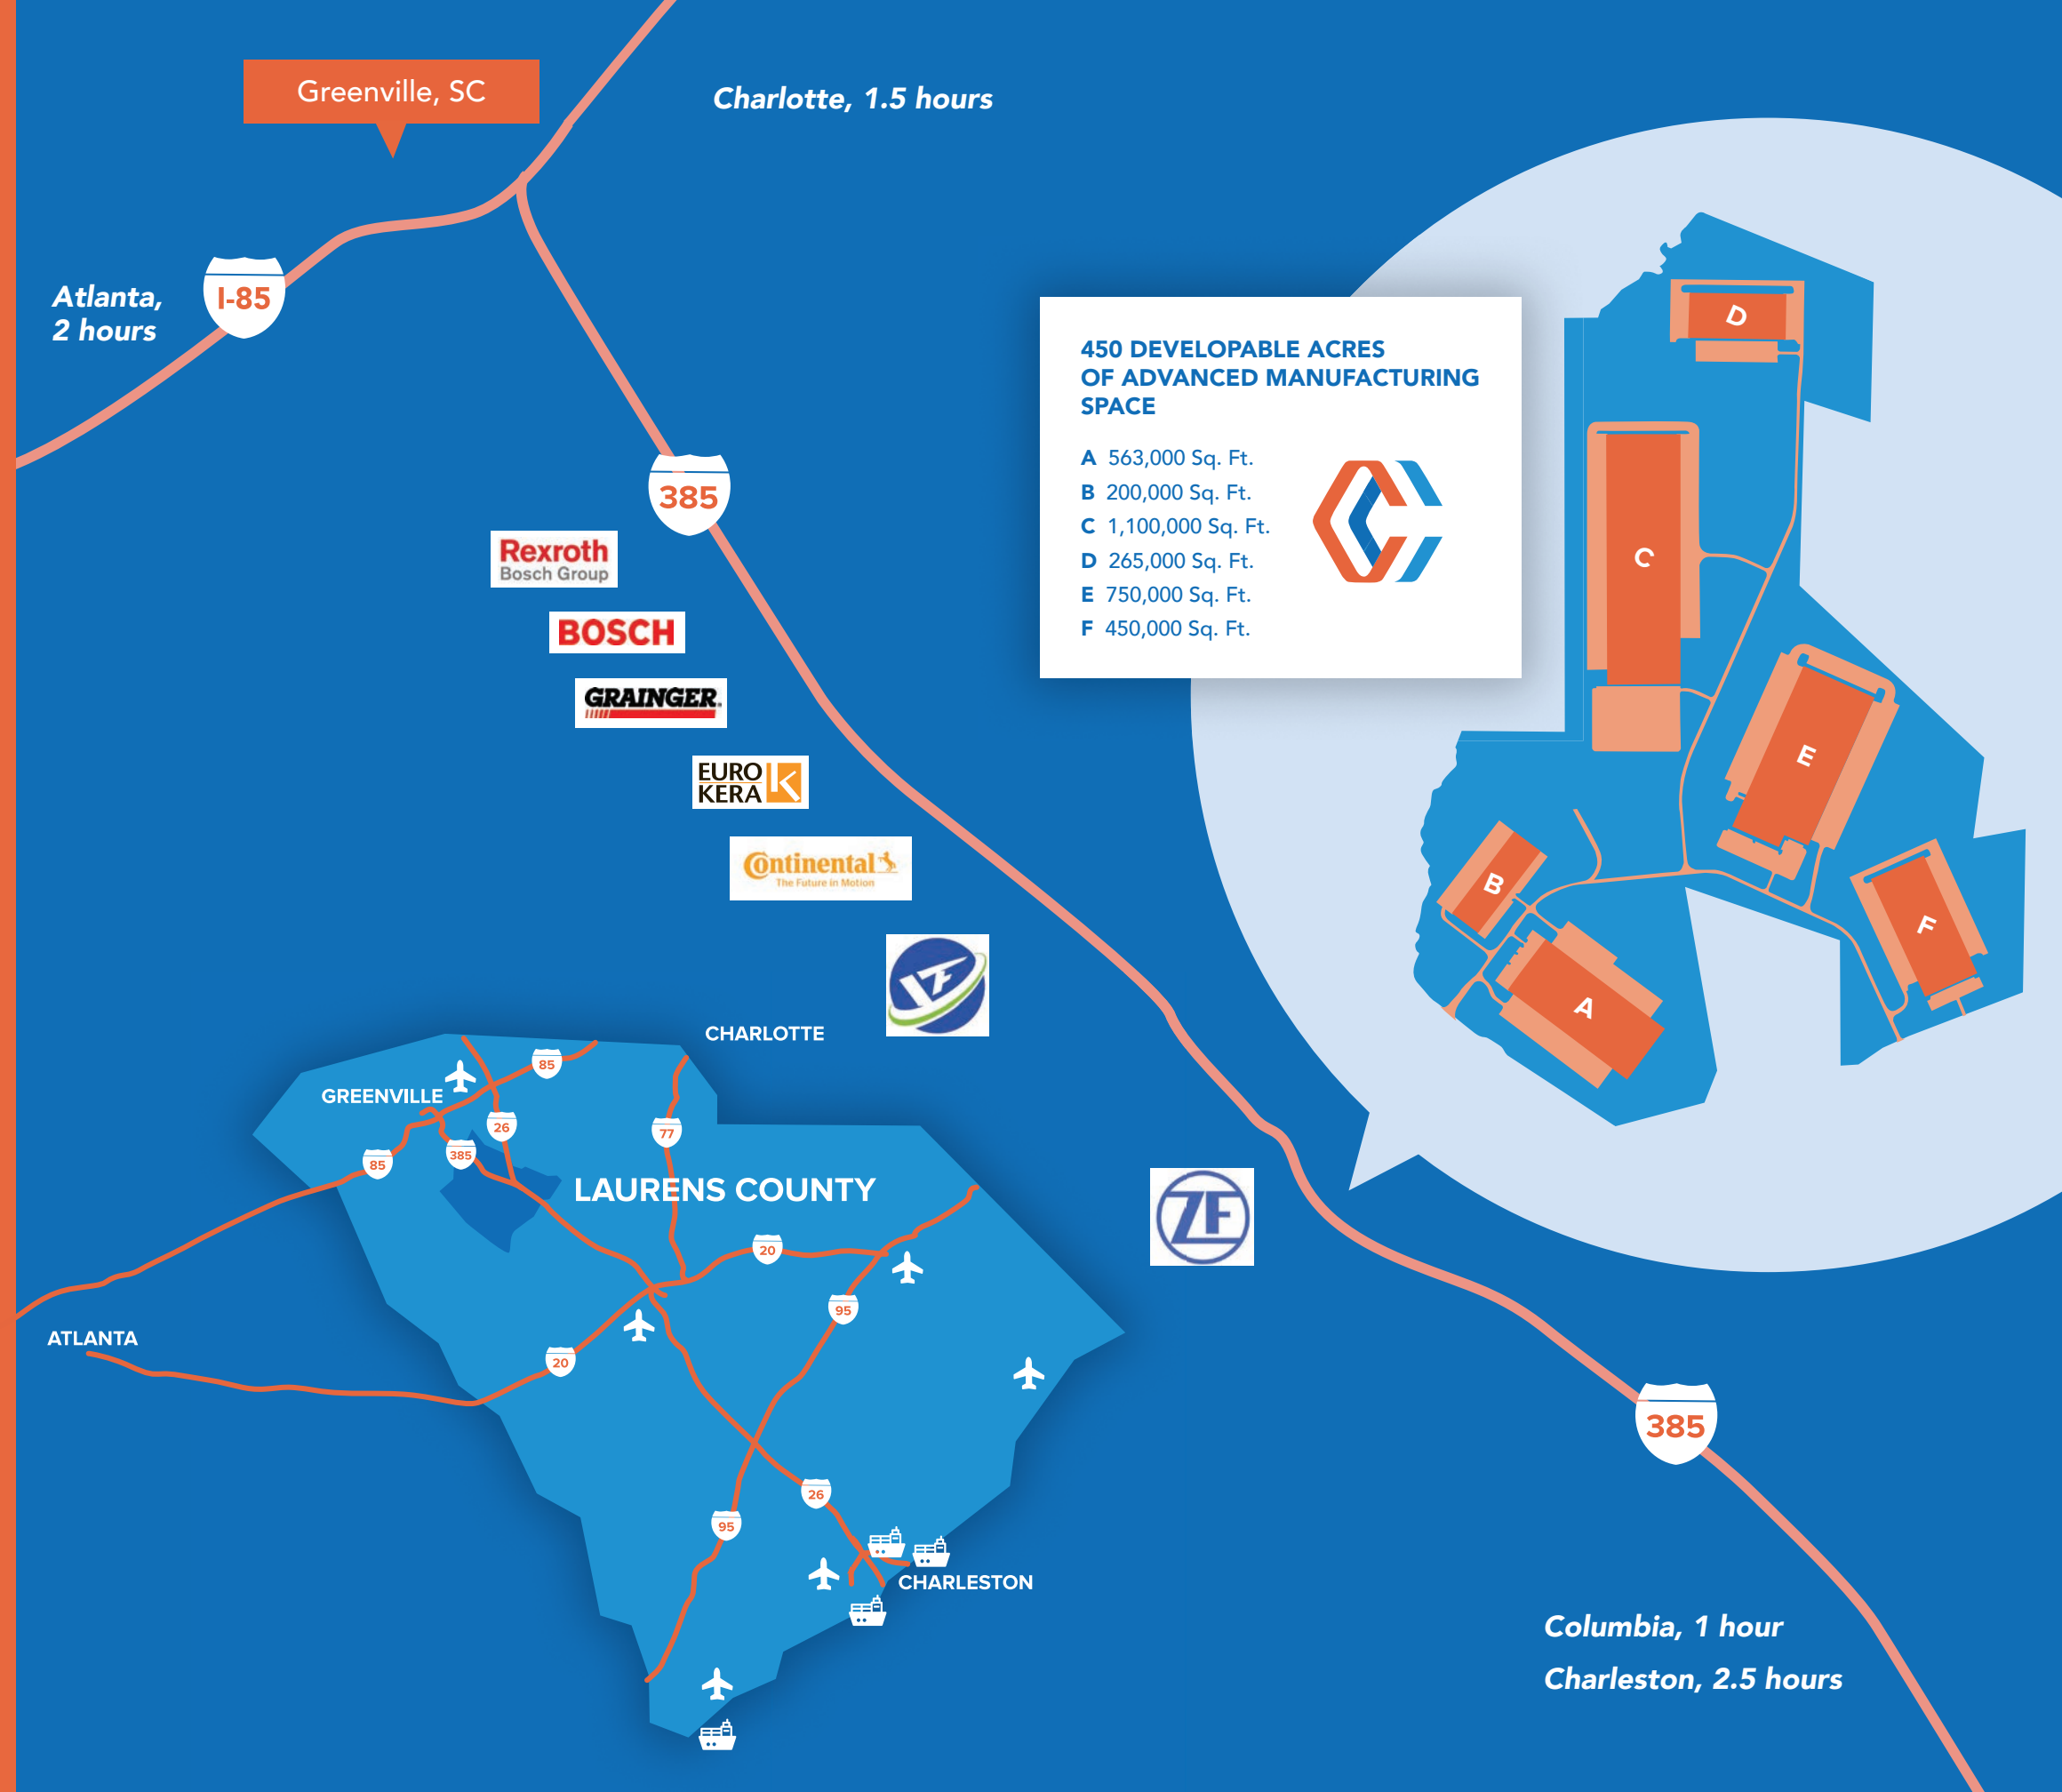 Greenville, SC
Charlotte, 1.5 hours
Atlanta,
2 hours
I-85
385
450 DEVELOPABLE ACRES
OF ADVANCED MANUFACTURING
SPACE
A 563,000 Sq. Ft.
B 200,000 Sq. Ft.
C 1,100,000 Sq. Ft.
D 265,000 Sq. Ft.
E 750,000 Sq. Ft.
F 450,000 Sq. Ft.
D
C
E
B
F
A
Rexroth
Bosch Group
BOSCH
GRAINGER
EURO
KERA
K
Continental
The Future in Motion
ZF
CHARLOTTE
GREENVILLE
85
26
77
385
85
LAURENS COUNTY
20
95
ATLANTA
20
26
95
CHARLESTON
385
Columbia, 1 hour
Charleston, 2.5 hours